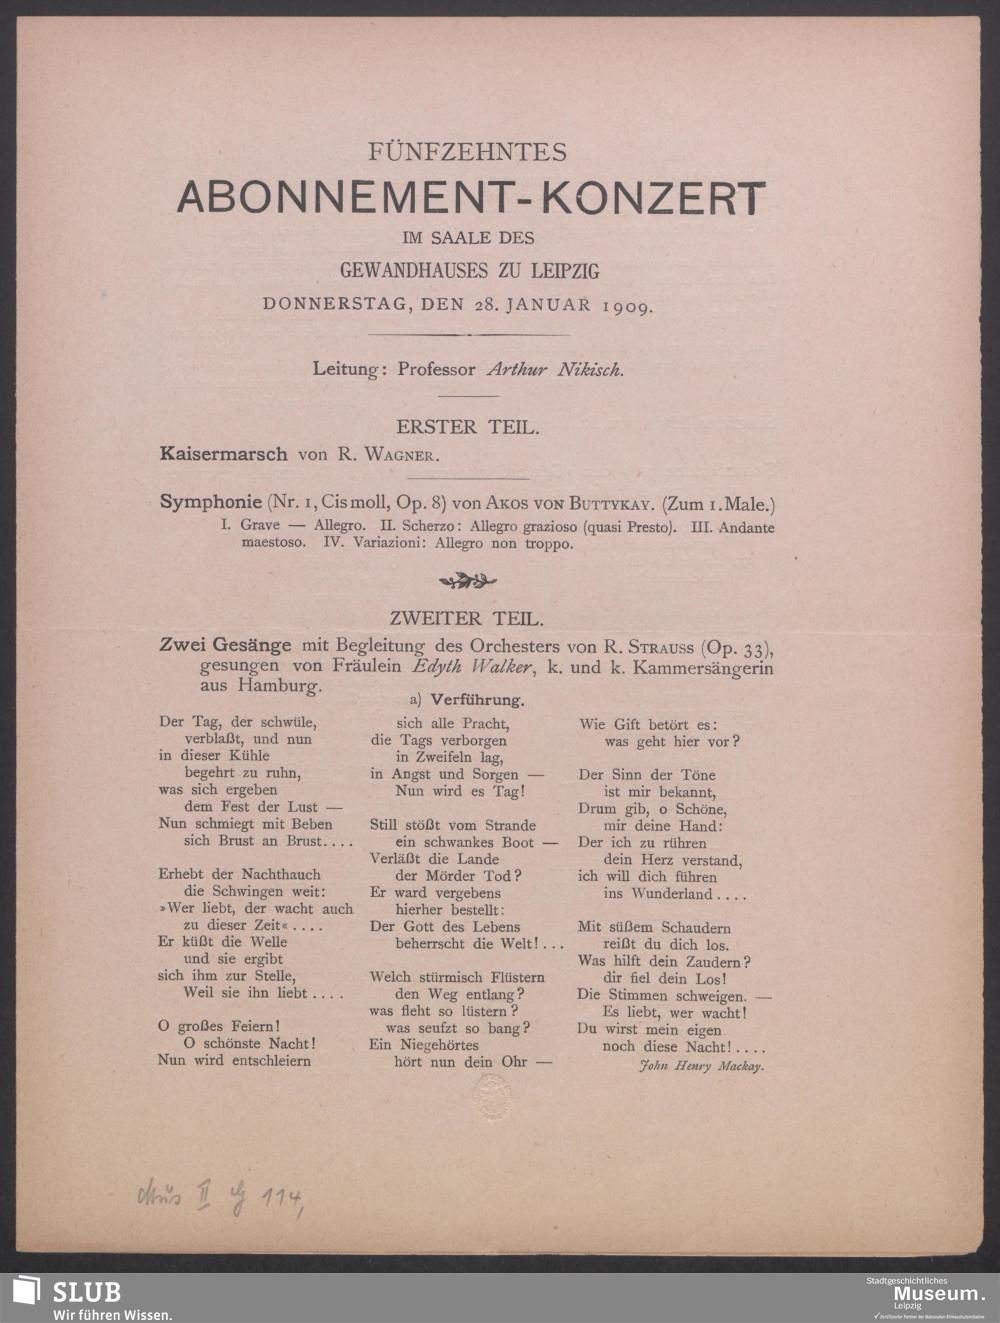 FÜNFZEHNTES
ABONNEMENT-KONZERT
IM SAALE DES
GEWANDHAUSES ZU LEIPZIG
DONNERSTAG, DEN 28. JANUAR 1909.
Leitung: Professor Arthur Nikisch.
ERSTER TEIL.
Kaisermarsch von R. WAGNER.
Symphonie (Nr. 1, Cis moll, Op. 8) von AKOS VON BUTTYKAY. (Zum 1. Male.)
I. Grave — Allegro. II. Scherzo: Allegro grazioso (quasi Presto). III. Andante
maestoso. IV. Variazioni: Allegro non troppo.
ZWEITER TEIL.
Zwei Gesänge mit Begleitung des Orchesters von R. STRAUSS (Op. 33),
gesungen von Fräulein Edyth Walker, k. und k. Kammersängerin
aus Hamburg.
a) Verführung.
Der Tag, der schwüle,
verblaßt, und nun
in dieser Kühle
begehrt zu ruhn,
was sich ergeben
dem Fest der Lust —
Nun schmiegt mit Beben
sich Brust an Brust....
Erhebt der Nachthauch
die Schwingen weit:
»Wer liebt, der wacht auch
zu dieser Zeit«....
Er küßt die Welle
und sie ergibt
sich ihm zur Stelle,
Weil sie ihn liebt....
O großes Feiern!
O schönste Nacht!
Nun wird entschleiern
sich alle Pracht,
die Tags verborgen
in Zweifeln lag,
in Angst und Sorgen —
Nun wird es Tag!
Still stößt vom Strande
ein schwankes Boot —
Verläßt die Lande
der Mörder Tod?
Er ward vergebens
hierher bestellt:
Der Gott des Lebens
beherrscht die Welt!...
Welch stürmisch Flüstern
den Weg entlang?
was fleht so lüstern?
was seufzt so bang?
Ein Niegehörtes
hört nun dein Ohr —
Wie Gift betört es:
was geht hier vor?
Der Sinn der Töne
ist mir bekannt,
Drum gib, o Schöne,
mir deine Hand:
Der ich zu rühren
dein Herz verstand,
ich will dich führen
ins Wunderland....
Mit süßem Schaudern
reißt du dich los.
Was hilft dein Zaudern?
dir fiel dein Los!
Die Stimmen schweigen. —
Es liebt, wer wacht!
Du wirst mein eigen
noch diese Nacht!....
John Henry Mackay.
Mus II 114,
SLUB
Wir führen Wissen.
Stadtgeschichtliches
Museum.
Leipzig
Zertifizierter Partner der Nationalen Klimaschutzinitiative